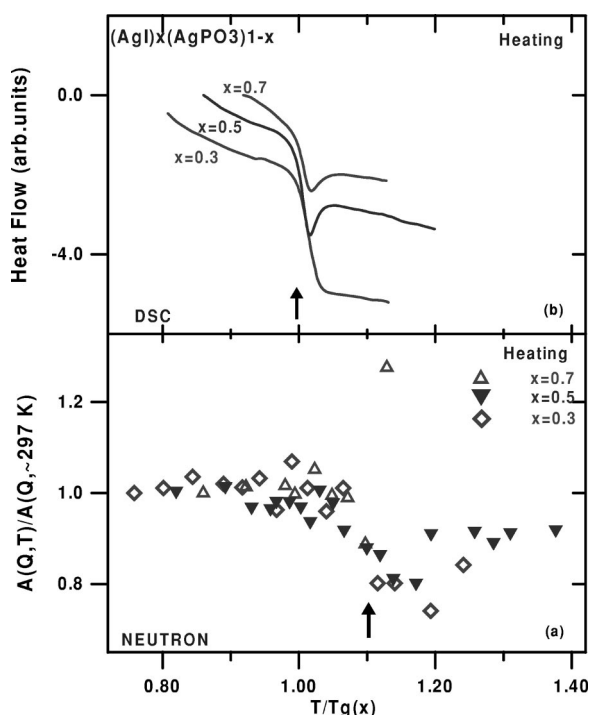 (AgI)x(AgPO3)1-x
Heating
x=0.7
x=0.5
x=0.3
0.0
-4.0
Heat Flow (arb.units)
DSC
(b)
Heating
x=0.7
x=0.5
x=0.3
1.2
1.0
0.8
A(Q,T)/A(Q,~297 K)
NEUTRON
(a)
0.80 1.00 1.20 1.40
T/Tg(x)